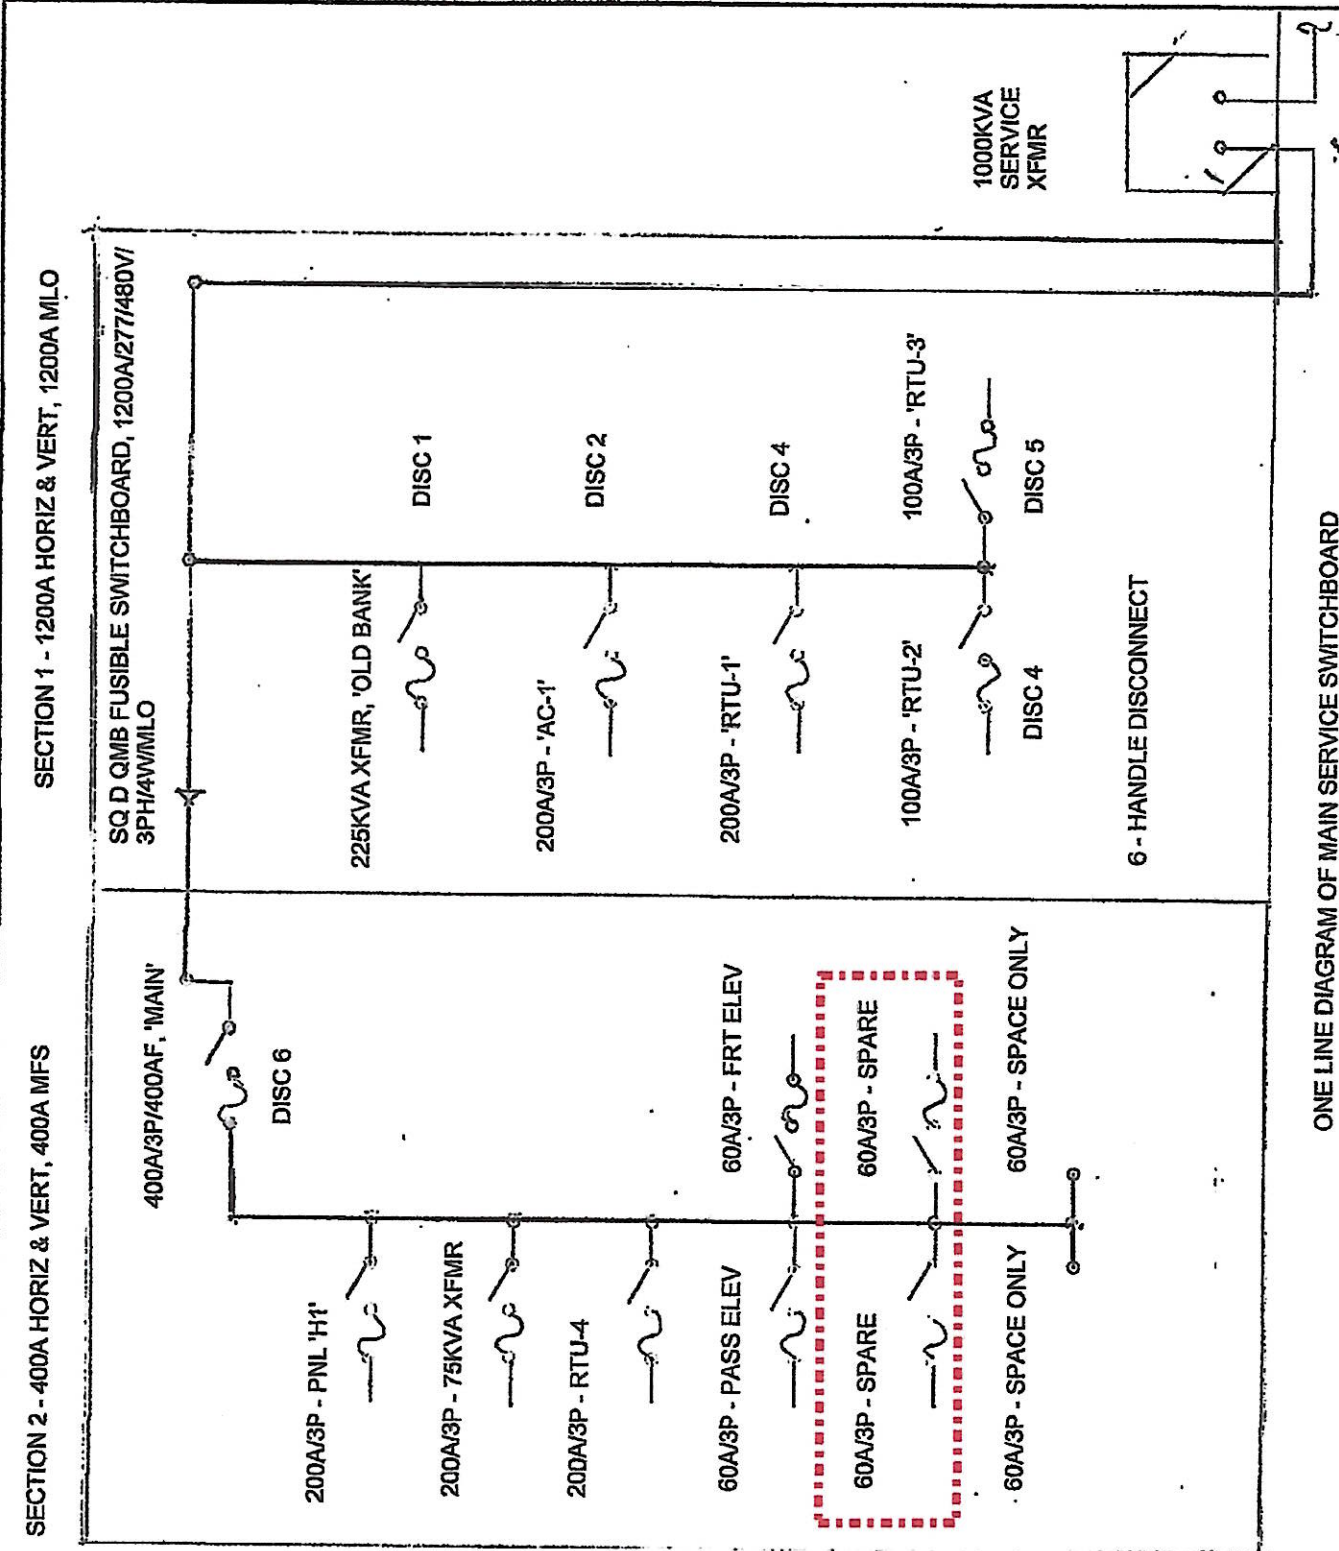 SECTION 2 - 400A HORIZ & VERT, 400A MFS
SECTION 1 - 1200A HORIZ & VERT, 1200A MLO
SQ D QMB FUSIBLE SWITCHBOARD, 1200A/277/480V/
3PH/4WMLO
400A/3P/400AF, 'MAIN'
DISC 6
200A/3P - PNL 'H1'
200A/3P - 75KVA XFMR
200A/3P - RTU-4
60A/3P - PASS ELEV
60A/3P - FRT ELEV
60A/3P - SPARE
60A/3P - SPARE
60A/3P - SPACE ONLY
60A/3P - SPACE ONLY
225KVA XFMR, 'OLD BANK'
DISC 1
200A/3P - 'AC-1'
DISC 2
200A/3P - 'RTU-1'
DISC 4
100A/3P - 'RTU-2'
DISC 4
100A/3P - 'RTU-3'
DISC 5
6 - HANDLE DISCONNECT
1000KVA
SERVICE
XFMR
ONE LINE DIAGRAM OF MAIN SERVICE SWITCHBOARD